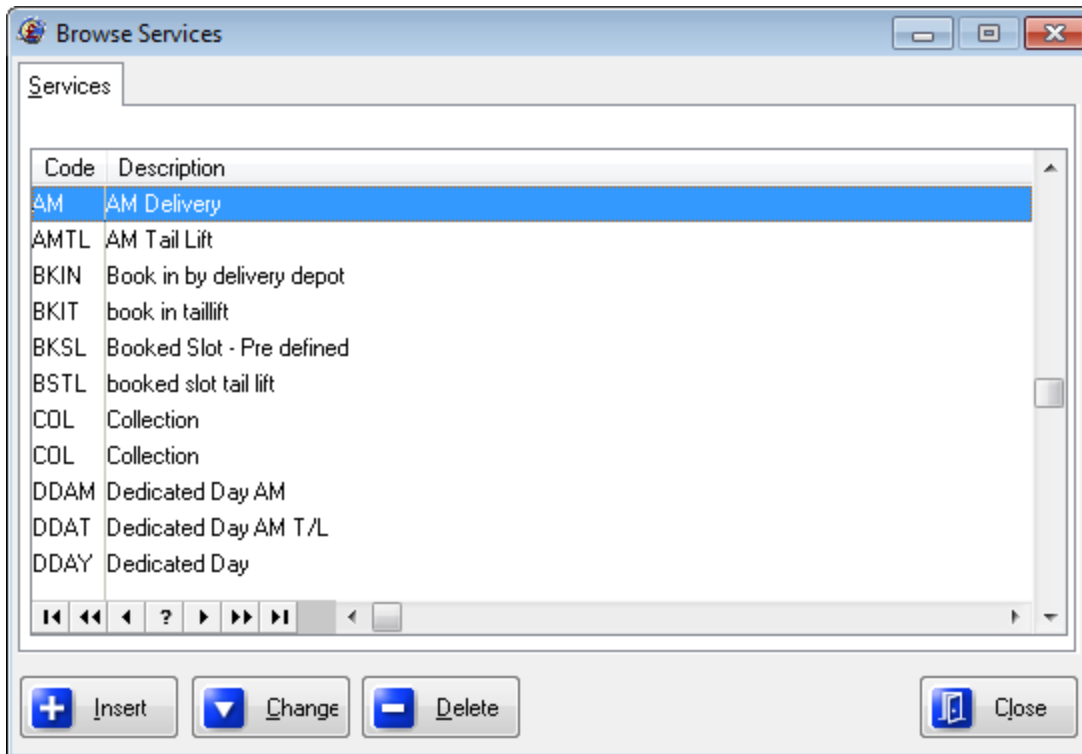 Browse Services
Services
Code Description
AM AM Delivery
AMTL AM Tail Lift
BKIN Book in by delivery depot
BKIT book in taillift
BKSL Booked Slot - Pre defined
BSTL booked slot tail lift
COL Collection
COL Collection
DDAM Dedicated Day AM
DDAT Dedicated Day AM T/L
DDAY Dedicated Day
?
Insert Change Delete Close